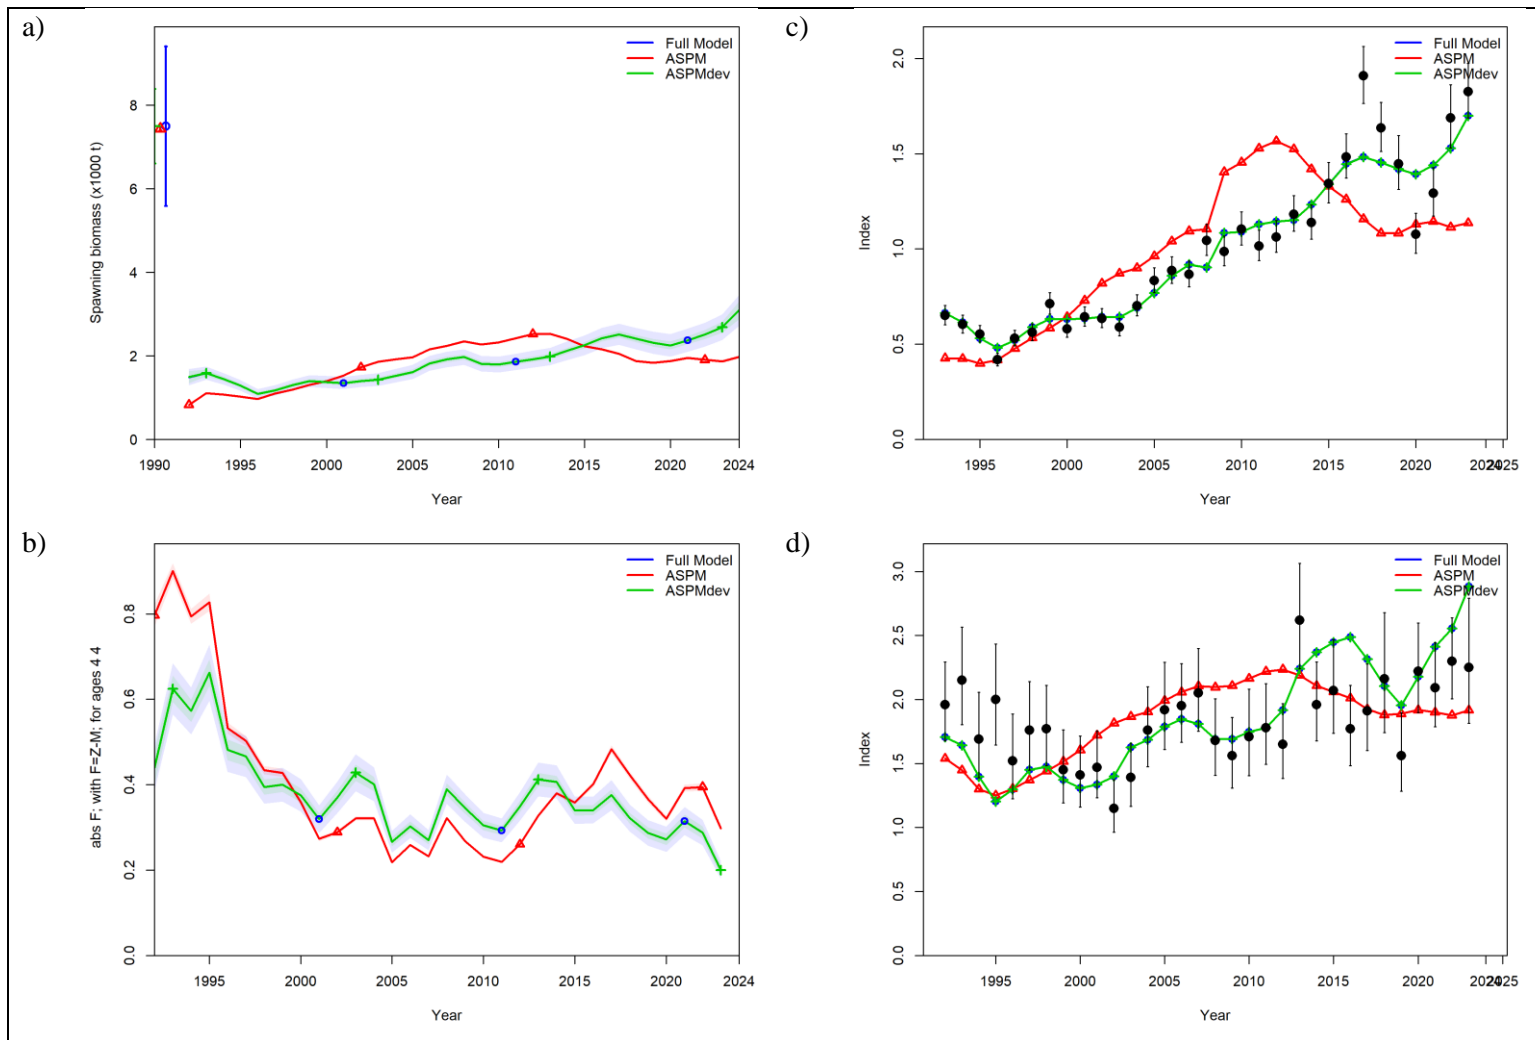 a)
Full Model
ASPM
ASPMdev
Spawning biomass (x1000 t)
8
6
4
2
0
1990 1995 2000 2005 2010 2015 2020 2024
Year
c)
Full Model
ASPM
ASPMdev
Index
2.0
1.5
1.0
0.5
0.0
1995 2000 2005 2010 2015 2020 2024 2025
Year
b)
Full Model
ASPM
ASPMdev
abs F; with F=Z-M; for ages 4 4
0.8
0.6
0.4
0.2
0.0
1995 2000 2005 2010 2015 2020 2024
Year
d)
Full Model
ASPM
ASPMdev
Index
3.0
2.5
2.0
1.5
1.0
0.5
0.0
1995 2000 2005 2010 2015 2020 2024 2025
Year